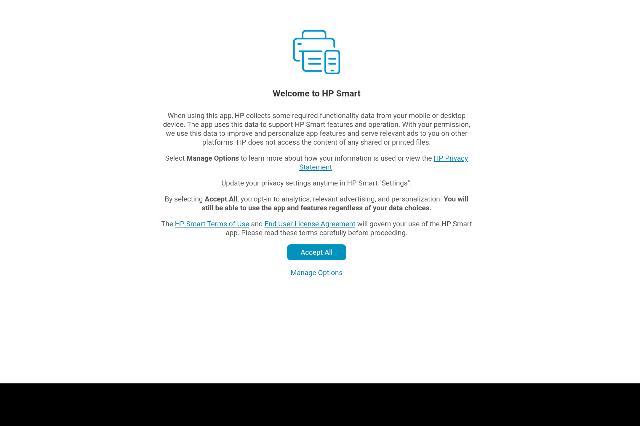 Welcome to HP Smart
When using this app, HP collects some required functionality data from your mobile or desktop
device. The app uses this data to support HP Smart features and operation. With your permission,
we use this data to improve and personalize app features and serve relevant ads to you on other
platforms. HP does not access the content of any shared or printed files.
Select Manage Options to learn more about how your information is used or view the HP Privacy
Statement.
Update your privacy settings anytime in HP Smart "Settings"
By selecting Accept All, you opt-in to analytics, relevant advertising, and personalization. You will
still be able to use the app and features regardless of your data choices.
The HP Smart Terms of Use and End User License Agreement will govern your use of the HP Smart
app. Please read these terms carefully before proceeding.
Accept All
Manage Options